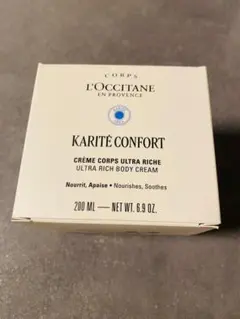 CORPS
L'OCCITANE
EN PROVENCE
KARITÉ CONFORT
CRÈME CORPS ULTRA RICHE
ULTRA RICH BODY CREAM
Nourrit, Apaise • Nourishes, Soothes
200 ML — NET WT. 6.9 OZ.